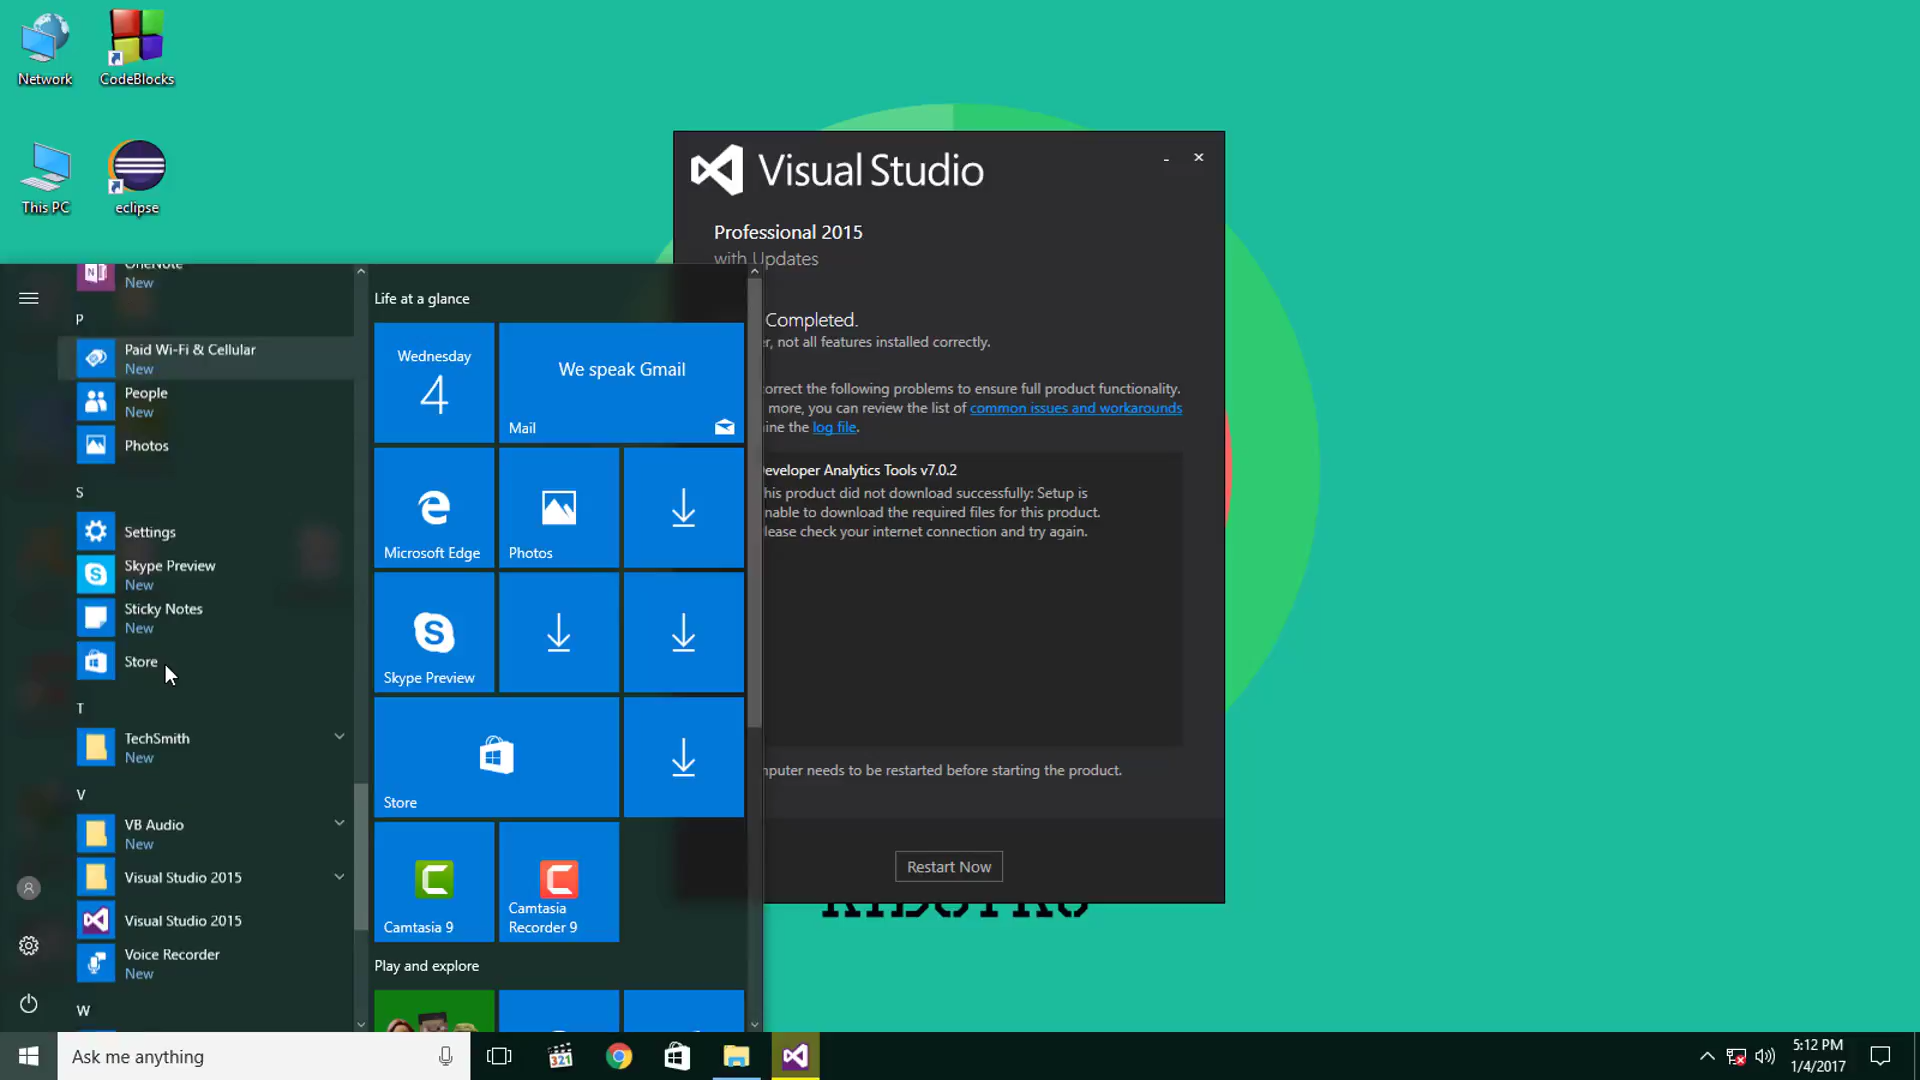 Network
CodeBlocks
This PC
eclipse
OneNote
New
P
Paid Wi-Fi & Cellular
New
People
New
Photos
S
Settings
Skype Preview
New
Sticky Notes
New
Store
T
TechSmith
New
V
VB Audio
New
Visual Studio 2015
Visual Studio 2015
Voice Recorder
New
W
Life at a glance
Wednesday
4
We speak Gmail
Mail
Microsoft Edge
Photos
Skype Preview
Store
Camtasia 9
Camtasia
Recorder 9
Play and explore
Visual Studio
Professional 2015
with Updates
Completed.
, not all features installed correctly.
orrect the following problems to ensure full product functionality.
more, you can review the list of common issues and workarounds
ine the log file.
eveloper Analytics Tools v7.0.2
his product did not download successfully: Setup is
nable to download the required files for this product.
lease check your internet connection and try again.
mputer needs to be restarted before starting the product.
Restart Now
Ask me anything
321
5:12 PM
1/4/2017